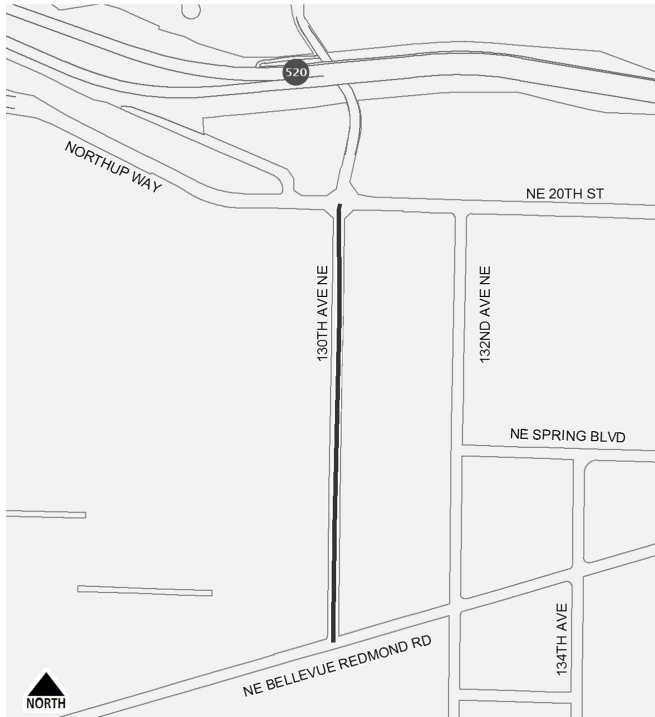 520
NORTHUP WAY
NE 20TH ST
130TH AVE NE
132ND AVE NE
NE SPRING BLVD
134TH AVE
NE BELLEVUE REDMOND RD
NORTH